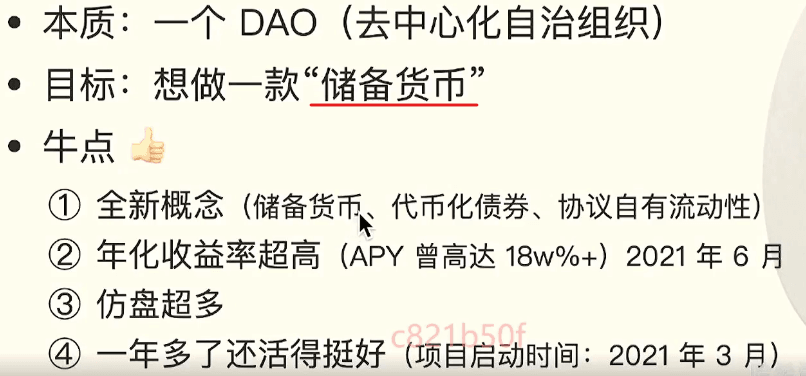 • 本质：一个 DAO（去中心化自治组织）
• 目标：想做一款“储备货币”
• 牛点 👍
① 全新概念（储备货币、代币化债券、协议自有流动性）
② 年化收益率超高（APY 曾高达 18w%+）2021 年 6 月
③ 仿盘超多
c821b50f
④ 一年多了还活得挺好（项目启动时间：2021 年 3 月）